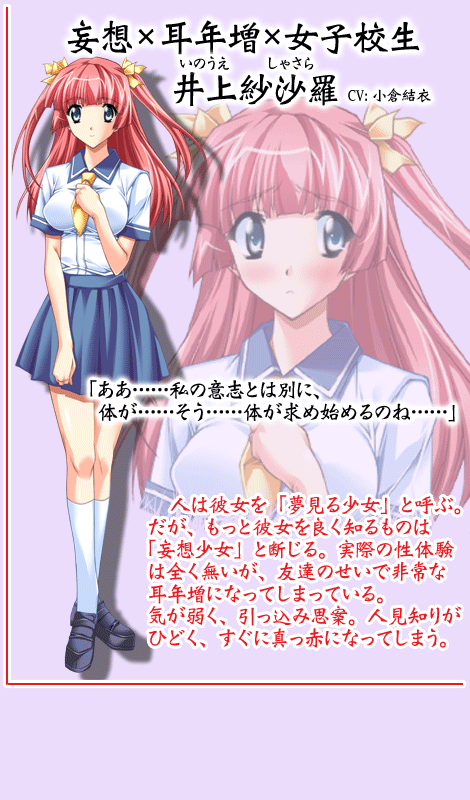 妄想×耳年増×女子校生
いのうえ しゃさら
井上紗沙羅 CV:小倉結衣
「ああ……私の意志とは別に、
体が……そう……体が求め始めるのね……」
人は彼女を「夢見る少女」と呼ぶ。
だが、もっと彼女を良く知るものは
「妄想少女」と断じる。実際の性体験
は全く無いが、友達のせいで非常な
耳年増になってしまっている。
気が弱く、引っ込み思案。人見知りが
ひどく、すぐに真っ赤になってしまう。